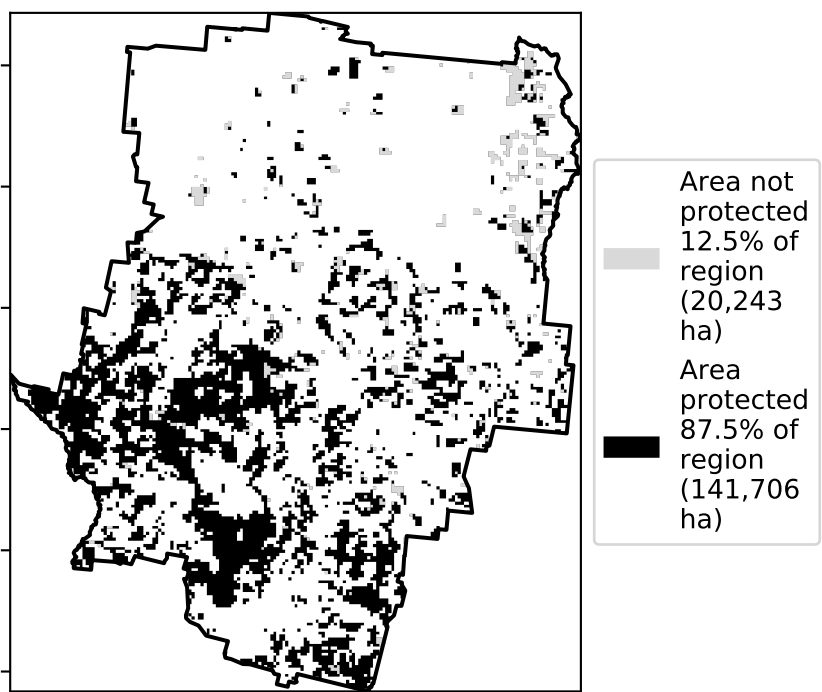 Area not
protected
12.5% of
region
(20,243
ha)
Area
protected
87.5% of
region
(141,706
ha)